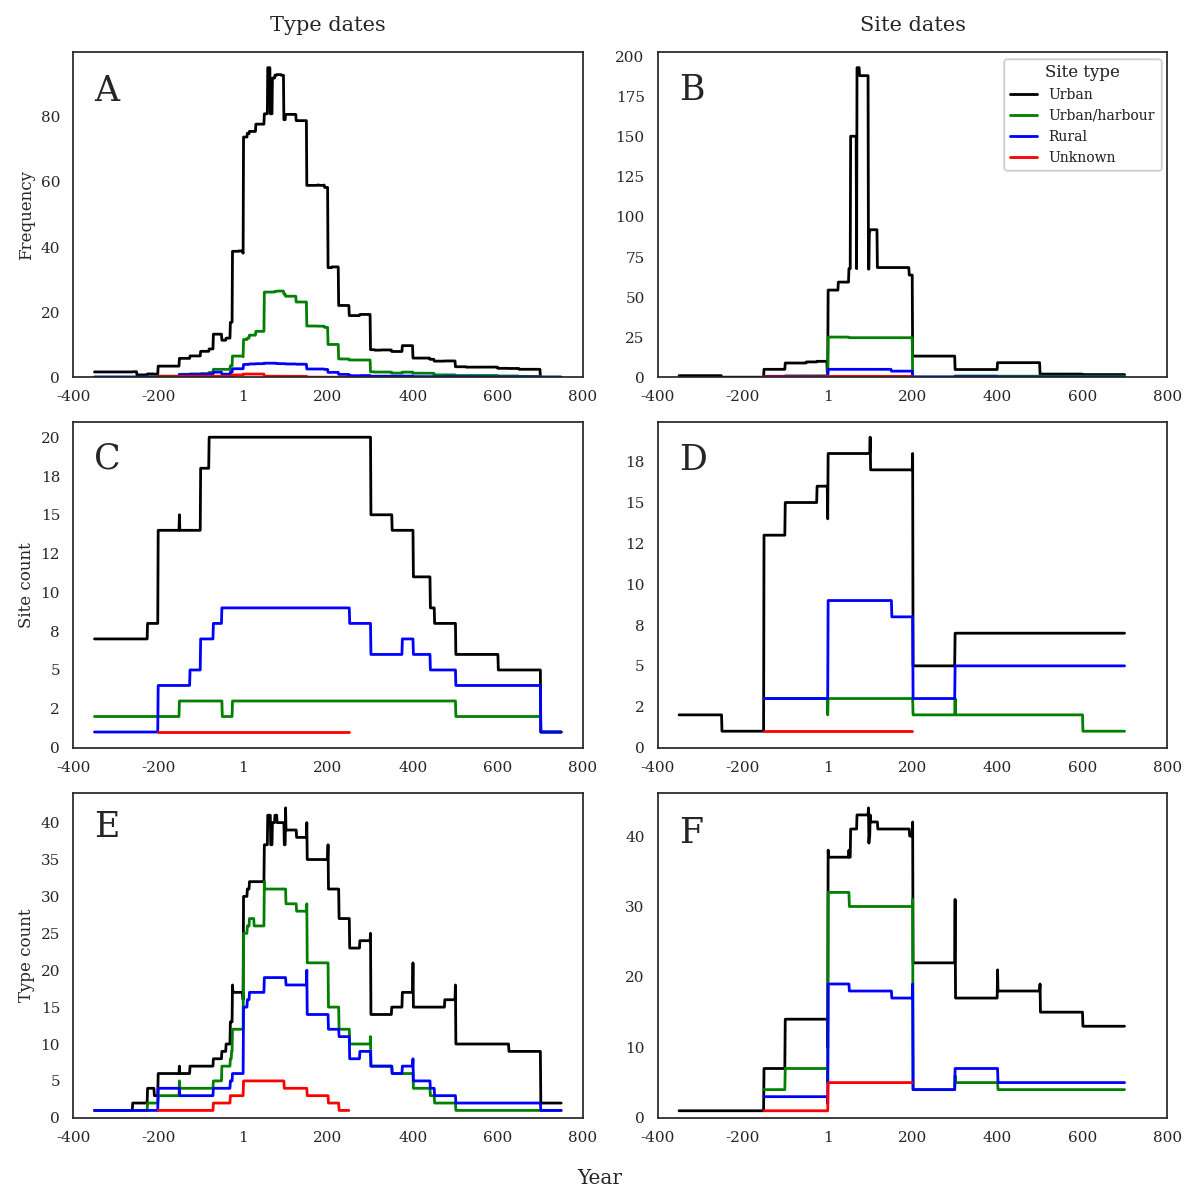 Type dates
Site dates
A
Frequency
80
60
40
20
0
-400 -200 1 200 400 600 800
B
200
175
150
125
100
75
50
25
0
-400 -200 1 200 400 600 800
Site type
Urban
Urban/harbour
Rural
Unknown
C
Site count
20
18
15
12
10
8
5
2
0
-400 -200 1 200 400 600 800
D
18
15
12
10
8
5
2
0
-400 -200 1 200 400 600 800
E
Type count
40
35
30
25
20
15
10
5
0
-400 -200 1 200 400 600 800
F
40
30
20
10
0
-400 -200 1 200 400 600 800
Year